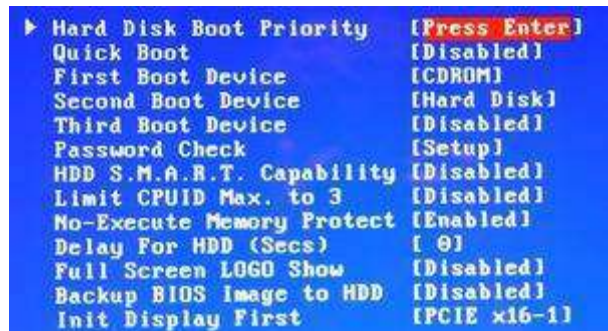 Hard Disk Boot Priority [Press Enter]
Quick Boot [Disabled]
First Boot Device [CDROM]
Second Boot Device [Hard Disk]
Third Boot Device [Disabled]
Password Check [Setup]
HDD S.M.A.R.T. Capability [Disabled]
Limit CPUID Max. to 3 [Disabled]
No-Execute Memory Protect [Enabled]
Delay For HDD (Secs) [ 0]
Full Screen LOGO Show [Disabled]
Backup BIOS Image to HDD [Disabled]
Init Display First [PCIE x16-1]